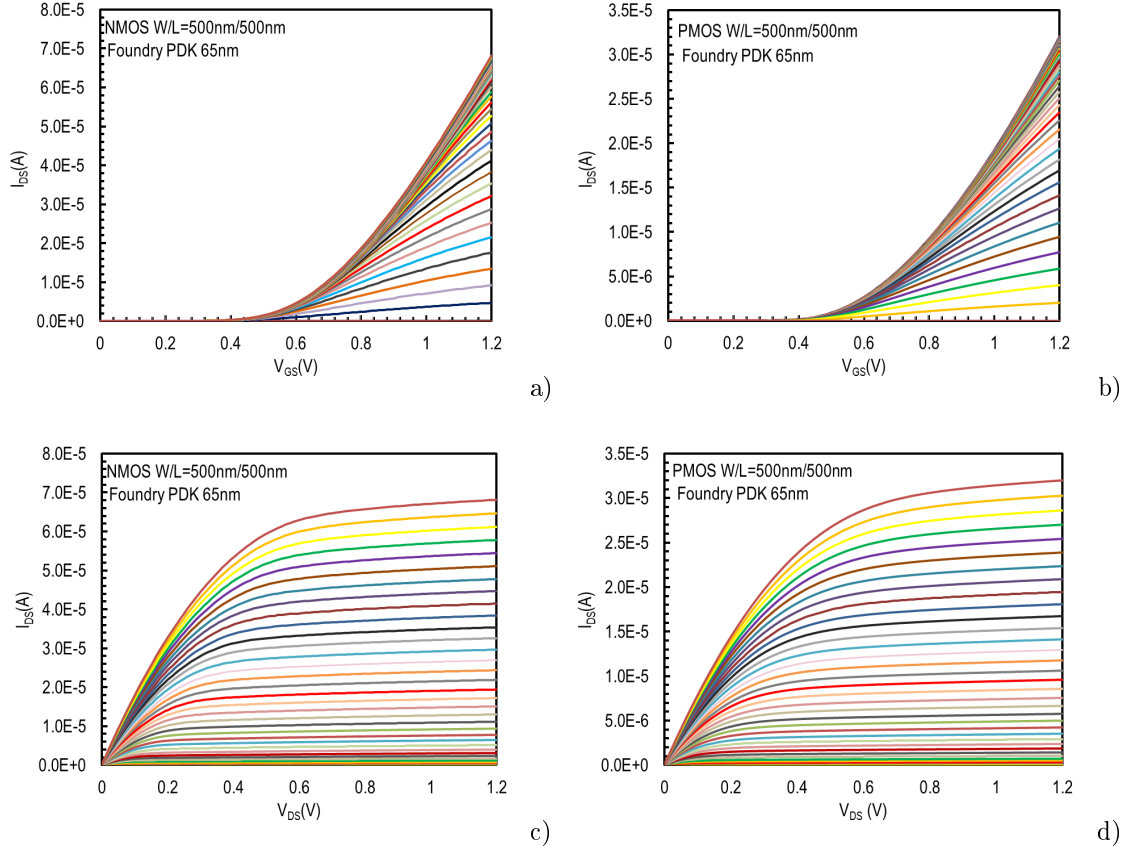 NMOS W/L=500nm/500nm
Foundry PDK 65nm
8.0E-5
7.0E-5
6.0E-5
5.0E-5
4.0E-5
3.0E-5
2.0E-5
1.0E-5
0.0E+0
I_DS(A)
0 0.2 0.4 0.6 0.8 1 1.2
V_GS(V)
a)
PMOS W/L=500nm/500nm
Foundry PDK 65nm
3.5E-5
3.0E-5
2.5E-5
2.0E-5
1.5E-5
1.0E-5
5.0E-6
0.0E+0
I_DS(A)
0 0.2 0.4 0.6 0.8 1 1.2
V_GS(V)
b)
NMOS W/L=500nm/500nm
Foundry PDK 65nm
8.0E-5
7.0E-5
6.0E-5
5.0E-5
4.0E-5
3.0E-5
2.0E-5
1.0E-5
0.0E+0
I_DS(A)
0 0.2 0.4 0.6 0.8 1 1.2
V_DS(V)
c)
PMOS W/L=500nm/500nm
Foundry PDK 65nm
3.5E-5
3.0E-5
2.5E-5
2.0E-5
1.5E-5
1.0E-5
5.0E-6
0.0E+0
I_DS(A)
0 0.2 0.4 0.6 0.8 1 1.2
V_DS (V)
d)